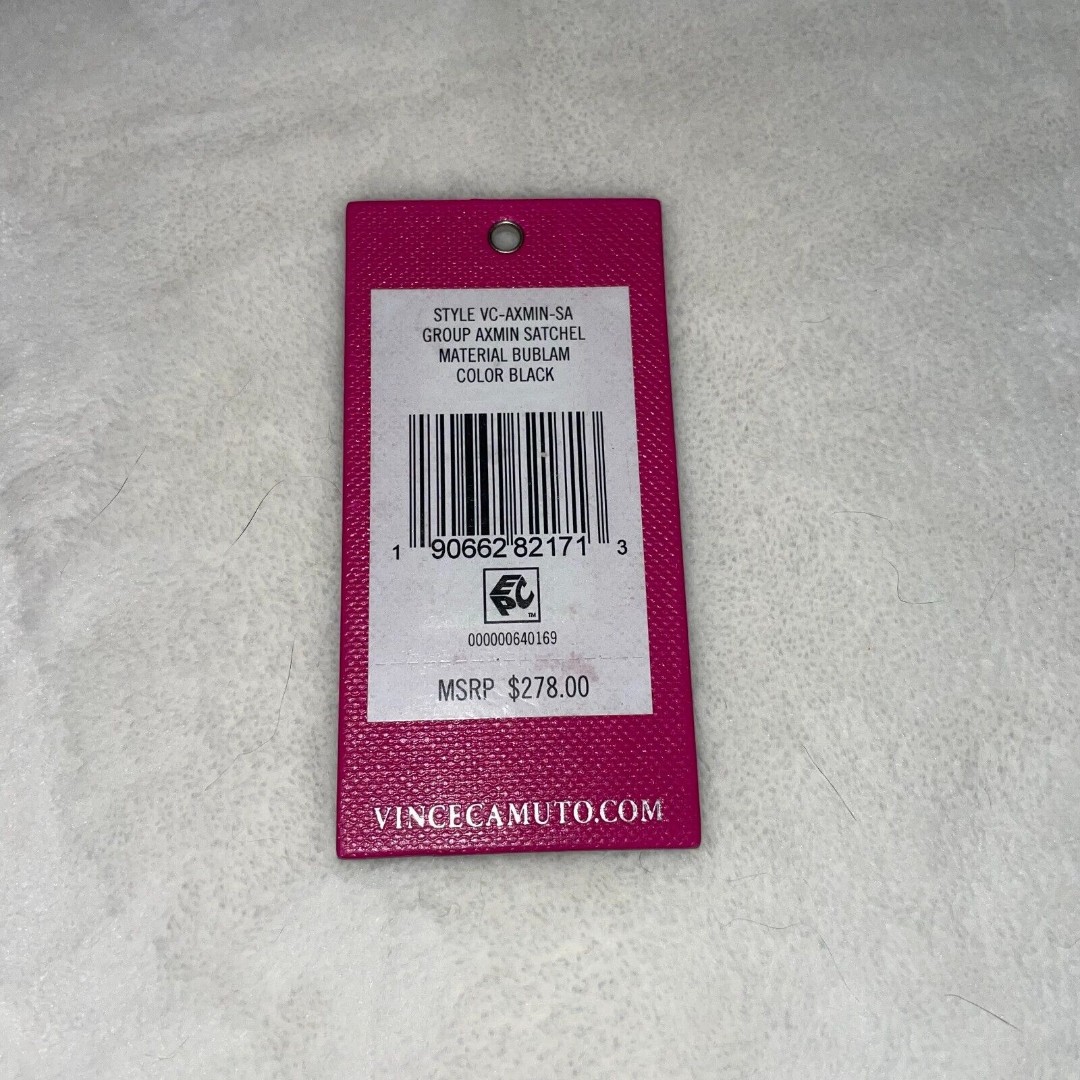 STYLE VC-AXMIN-SA
GROUP AXMIN SATCHEL
MATERIAL BUBLAM
COLOR BLACK
1 90662 82171 3
EPC TM
000000640169
MSRP $278.00
VINCECAMUTO.COM